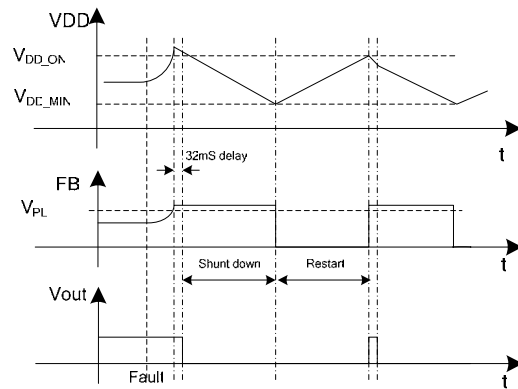 VDD
VDD_ON
VDD_MIN
t
32mS delay
FB
VPL
Shunt down
Restart
t
Vout
Fault
t